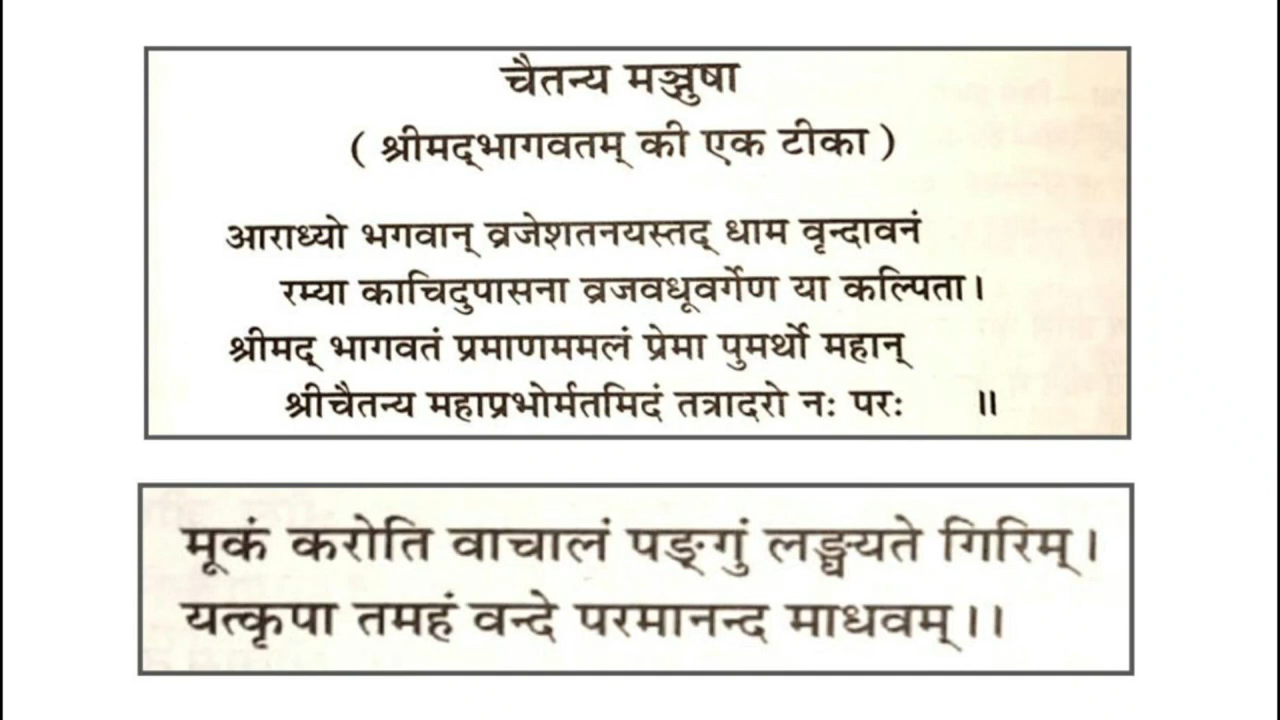 चैतन्य मञ्जुषा
( श्रीमद्‌भागवतम् की एक टीका )
आराध्यो भगवान् व्रजेशतनयस्तद् धाम वृन्दावनं
रम्या काचिदुपासना व्रजवधूवर्गेण या कल्पिता।
श्रीमद् भागवतं प्रमाणममलं प्रेमा पुमर्थो महान्
श्रीचैतन्य महाप्रभोर्मतमिदं तत्रादरो नः परः ॥
मूकं करोति वाचालं पङ्गुं लङ्घयते गिरिम्।
यत्कृपा तमहं वन्दे परमानन्द माधवम्।।